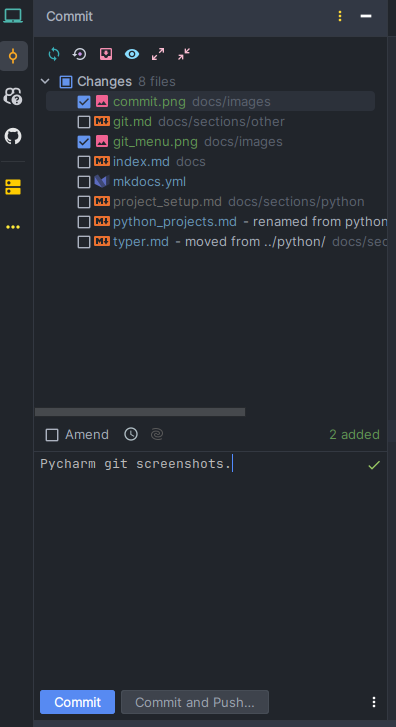 Commit
Changes 8 files
commit.png docs/images
git.md docs/sections/other
git_menu.png docs/images
index.md docs
mkdocs.yml
project_setup.md docs/sections/python
python_projects.md - renamed from python
typer.md - moved from ../python/ docs/sec
Amend
2 added
Pycharm git screenshots.
Commit
Commit and Push...